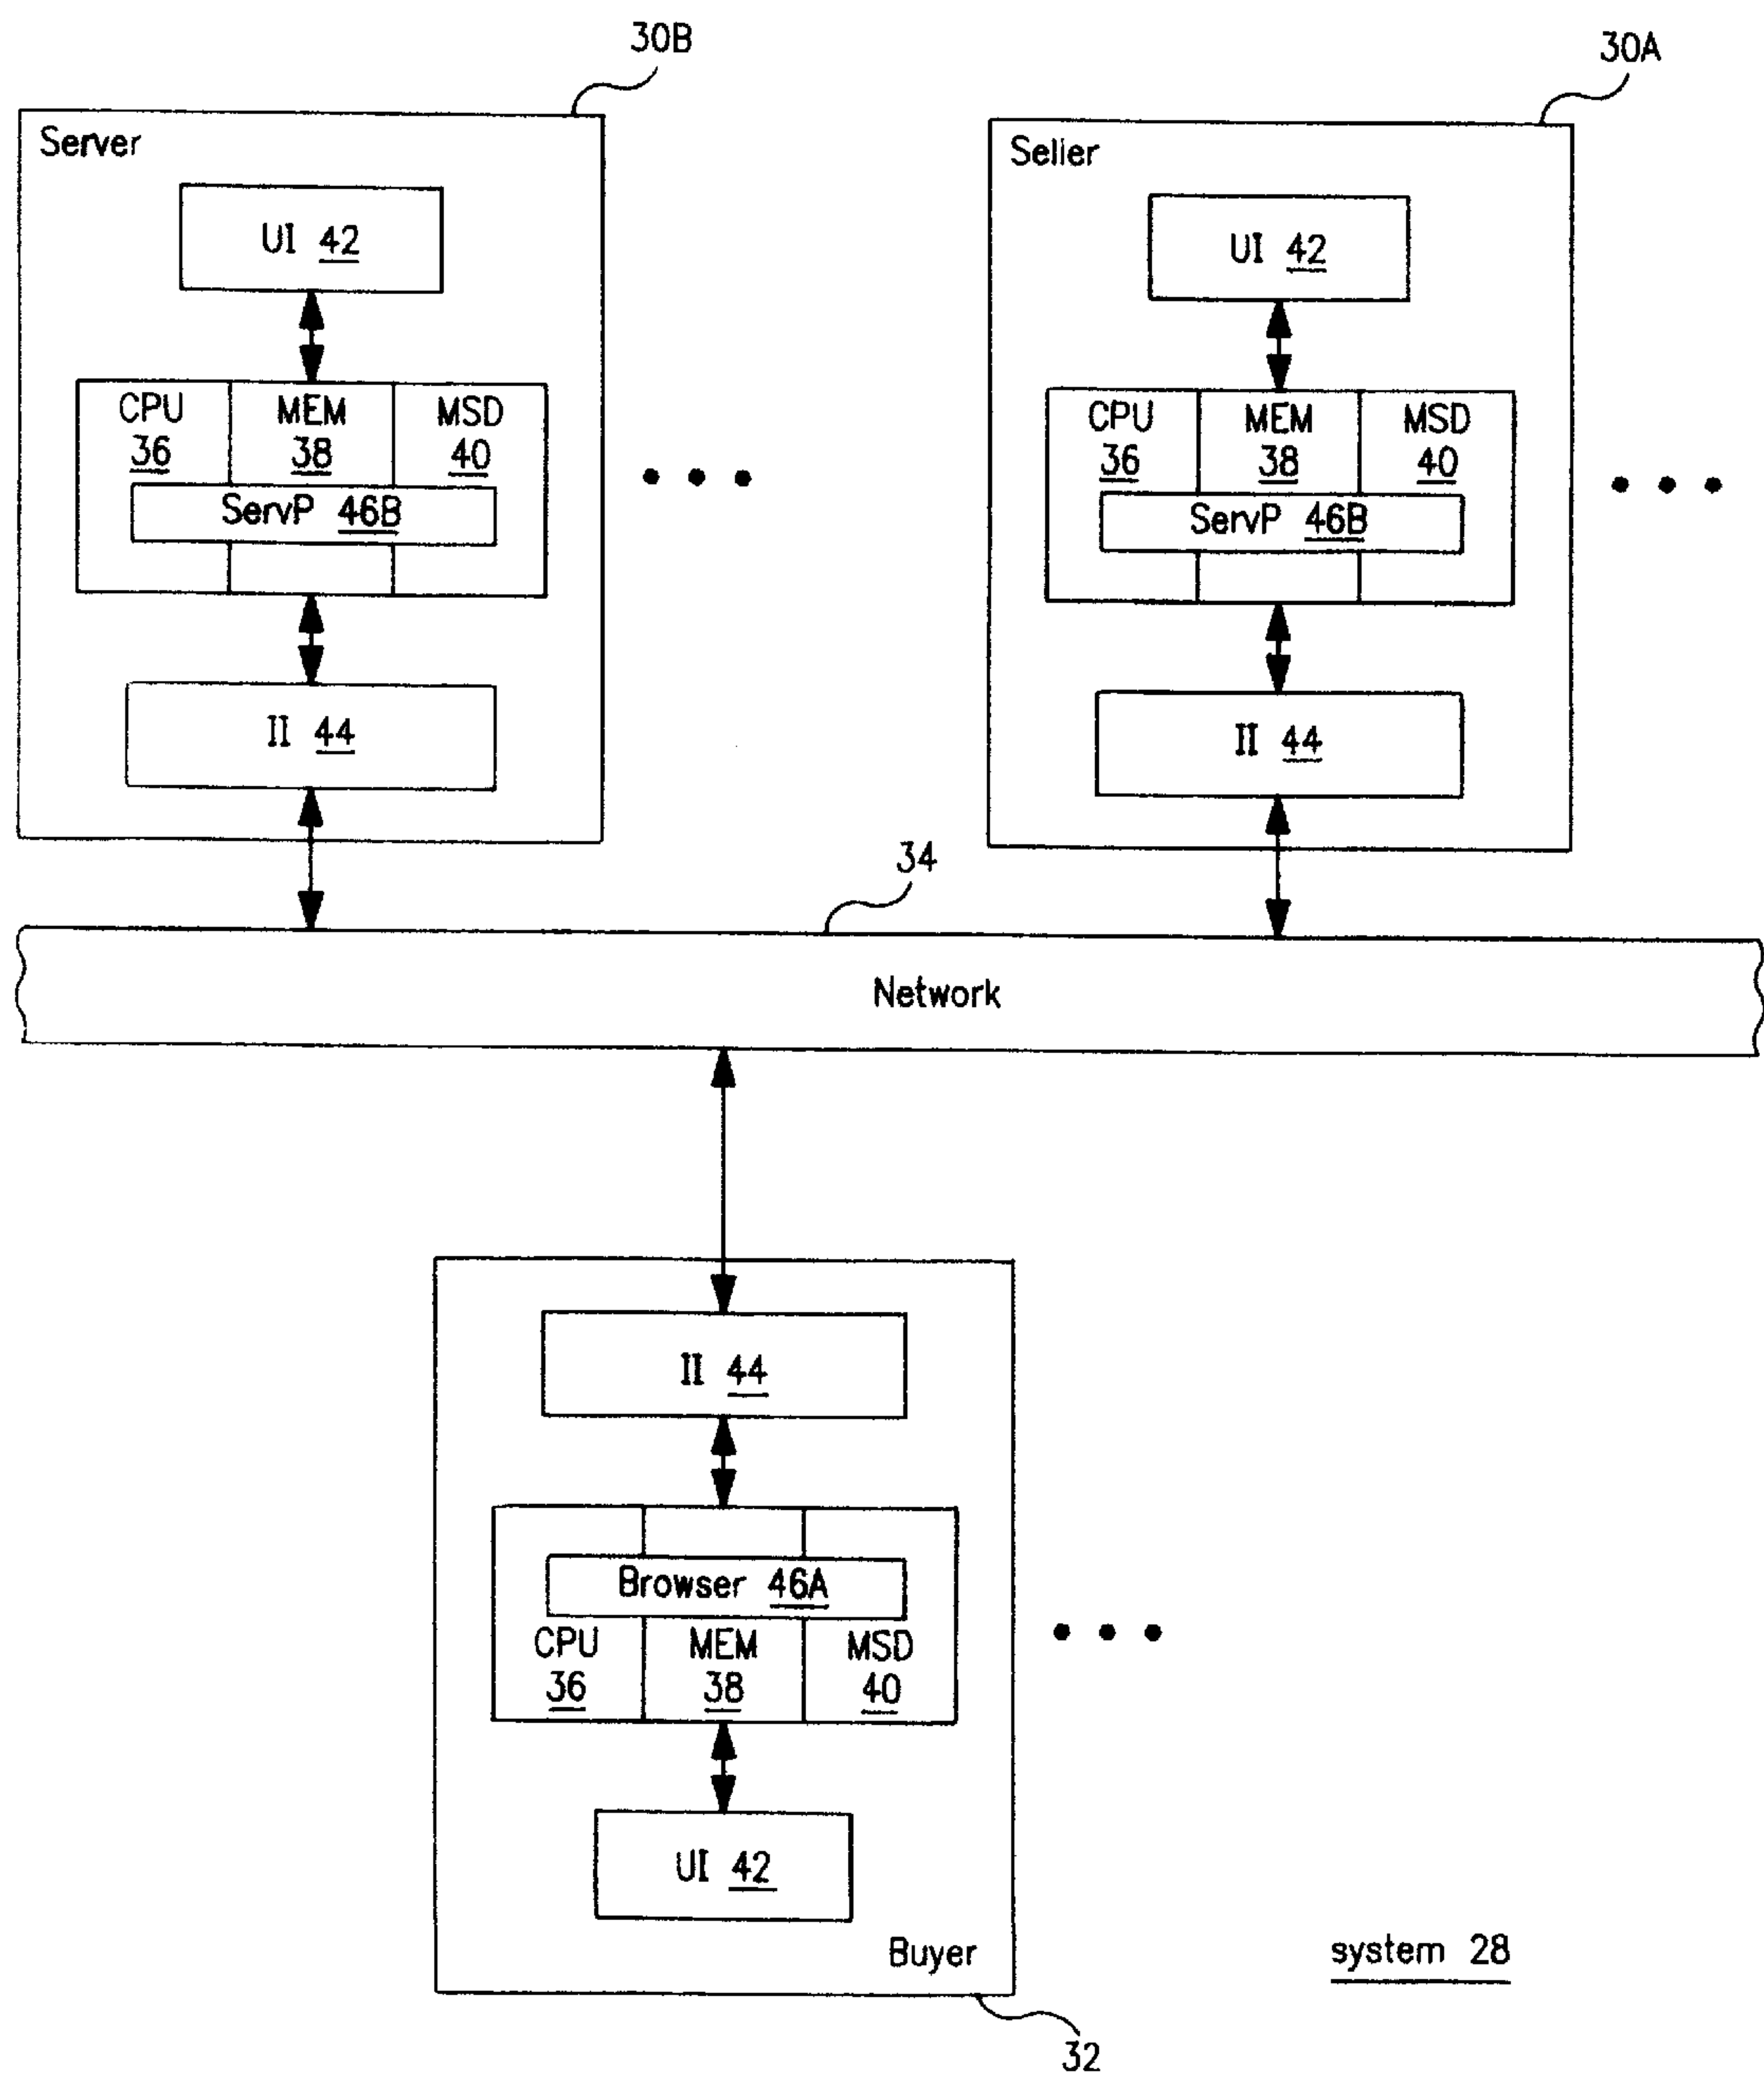 30B
30A
Server
UI 42
CPU 36
MEM 38
MSD 40
ServP 46B
II 44
Selier
UI 42
CPU 36
MEM 38
MSD 40
ServP 46B
II 44
34
Network
II 44
Browser 46A
CPU 36
MEM 38
MSD 40
UI 42
Buyer
system 28
32